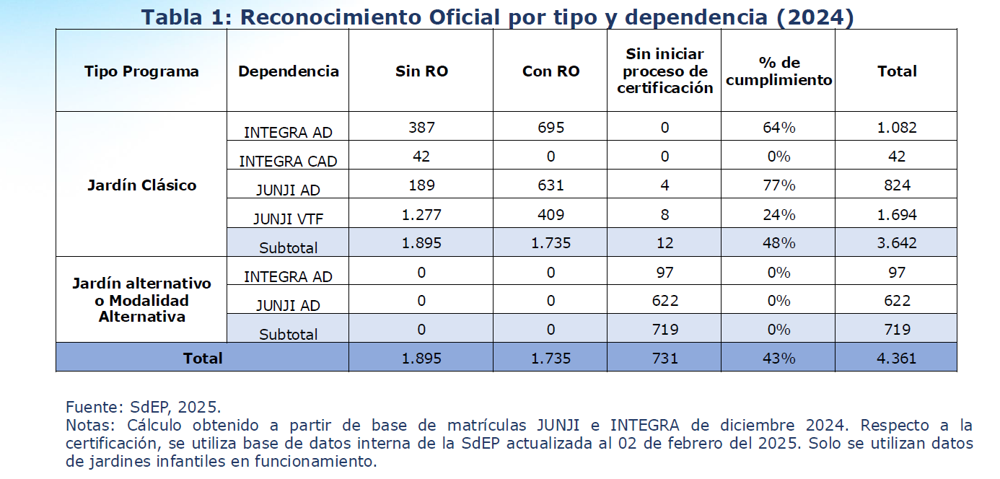 Tabla 1: Reconocimiento Oficial por tipo y dependencia (2024)
Tipo Programa Dependencia Sin RO Con RO Sin iniciar proceso de certificación % de cumplimiento Total
Jardín Clásico
INTEGRA AD 387 695 0 64% 1.082
INTEGRA CAD 42 0 0 0% 42
JUNJI AD 189 631 4 77% 824
JUNJI VTF 1.277 409 8 24% 1.694
Subtotal 1.895 1.735 12 48% 3.642
Jardín alternativo o Modalidad Alternativa
INTEGRA AD 0 0 97 0% 97
JUNJI AD 0 0 622 0% 622
Subtotal 0 0 719 0% 719
Total 1.895 1.735 731 43% 4.361
Fuente: SdEP, 2025.
Notas: Cálculo obtenido a partir de base de matrículas JUNJI e INTEGRA de diciembre 2024. Respecto a la
certificación, se utiliza base de datos interna de la SdEP actualizada al 02 de febrero del 2025. Solo se utilizan datos
de jardines infantiles en funcionamiento.